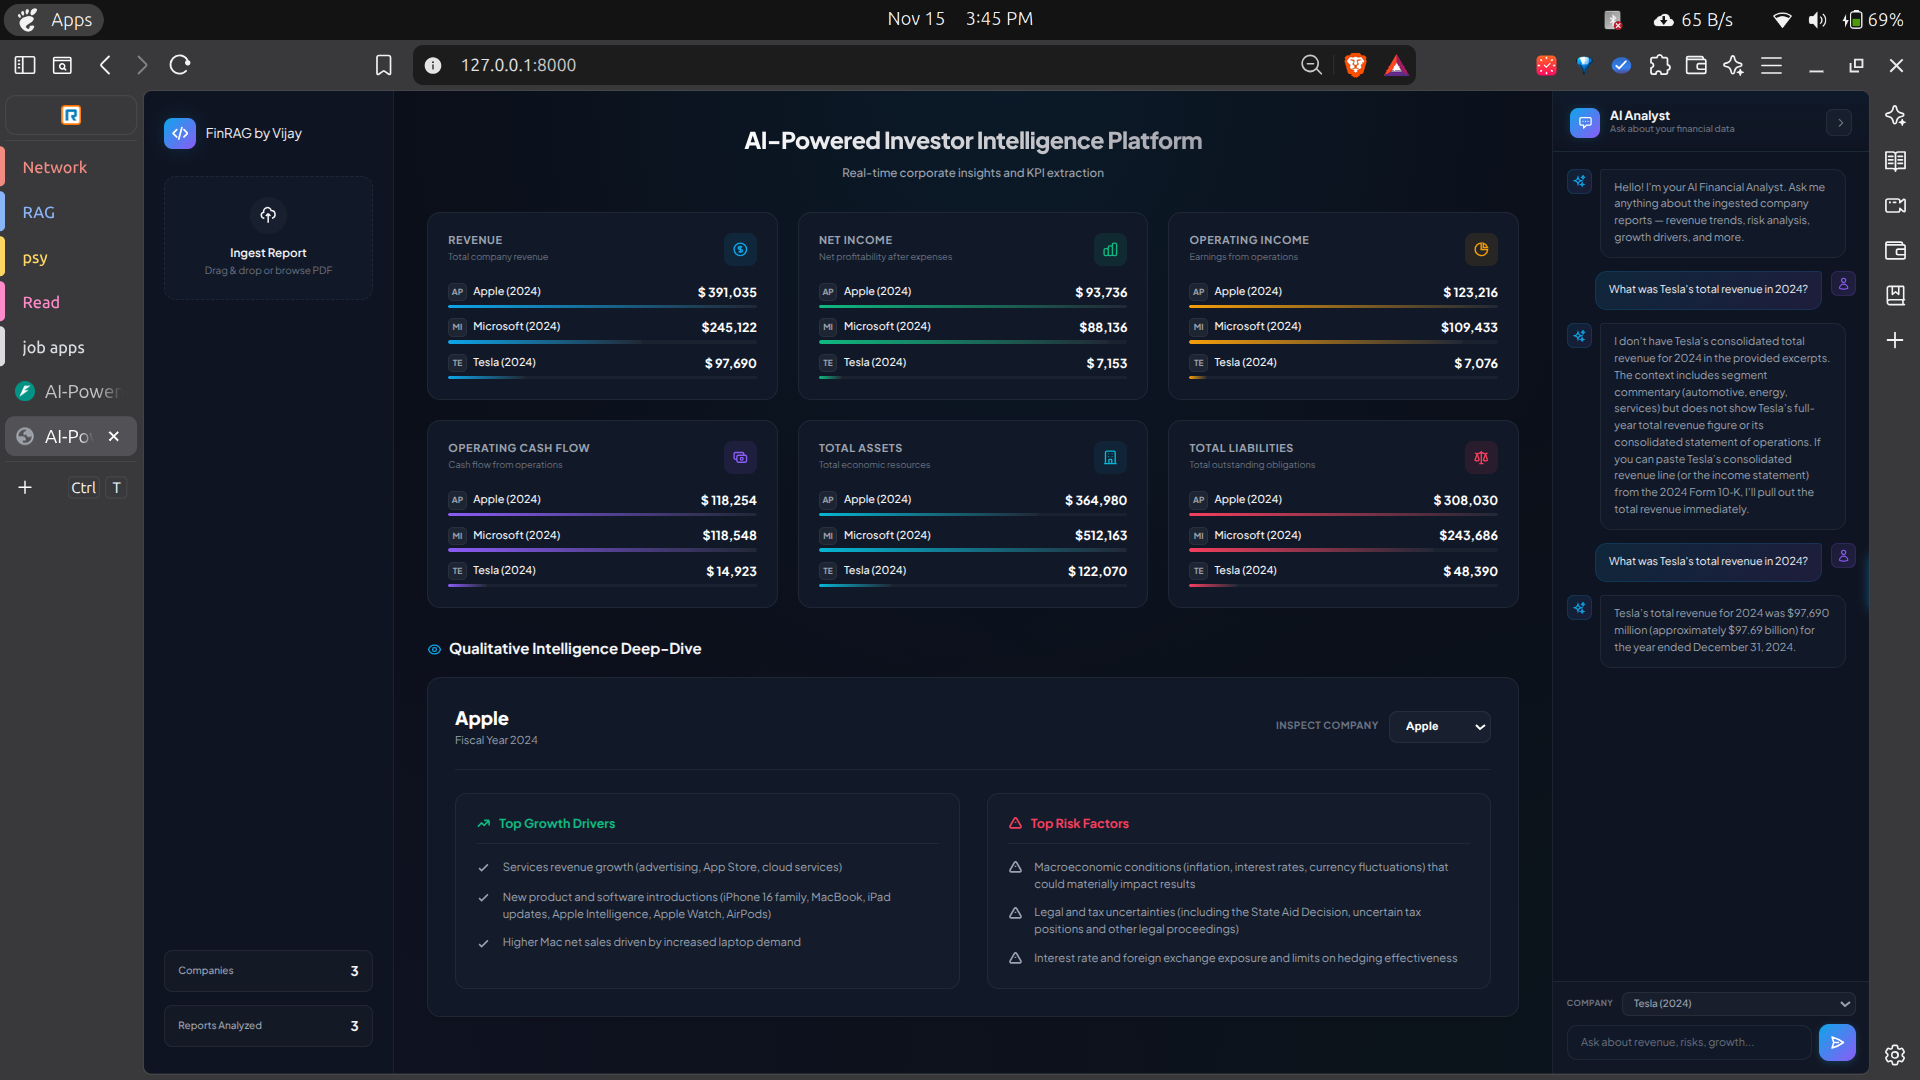 Apps
Nov 15 3:45 PM
65 B/s
69%
127.0.0.1:8000
Network
RAG
psy
Read
job apps
AI-Power
AI-Po
Ctrl T
FinRAG by Vijay
Ingest Report
Drag & drop or browse PDF
Companies 3
Reports Analyzed 3
AI-Powered Investor Intelligence Platform
Real-time corporate insights and KPI extraction
REVENUE
Total company revenue
AP Apple (2024) $ 391,035
MI Microsoft (2024) $245,122
TE Tesla (2024) $ 97,690
NET INCOME
Net profitability after expenses
AP Apple (2024) $ 93,736
MI Microsoft (2024) $88,136
TE Tesla (2024) $ 7,153
OPERATING INCOME
Earnings from operations
AP Apple (2024) $ 123,216
MI Microsoft (2024) $109,433
TE Tesla (2024) $ 7,076
OPERATING CASH FLOW
Cash flow from operations
AP Apple (2024) $ 118,254
MI Microsoft (2024) $118,548
TE Tesla (2024) $ 14,923
TOTAL ASSETS
Total economic resources
AP Apple (2024) $ 364,980
MI Microsoft (2024) $512,163
TE Tesla (2024) $ 122,070
TOTAL LIABILITIES
Total outstanding obligations
AP Apple (2024) $ 308,030
MI Microsoft (2024) $243,686
TE Tesla (2024) $ 48,390
Qualitative Intelligence Deep-Dive
Apple
Fiscal Year 2024
INSPECT COMPANY Apple
Top Growth Drivers
Services revenue growth (advertising, App Store, cloud services)
New product and software introductions (iPhone 16 family, MacBook, iPad
updates, Apple Intelligence, Apple Watch, AirPods)
Higher Mac net sales driven by increased laptop demand
Top Risk Factors
Macroeconomic conditions (inflation, interest rates, currency fluctuations) that
could materially impact results
Legal and tax uncertainties (including the State Aid Decision, uncertain tax
positions and other legal proceedings)
Interest rate and foreign exchange exposure and limits on hedging effectiveness
AI Analyst
Ask about your financial data
Hello! I'm your AI Financial Analyst. Ask me
anything about the ingested company
reports — revenue trends, risk analysis,
growth drivers, and more.
What was Tesla's total revenue in 2024?
I don't have Tesla's consolidated total
revenue for 2024 in the provided excerpts.
The context includes segment
commentary (automotive, energy,
services) but does not show Tesla's full-
year total revenue figure or its
consolidated statement of operations. If
you can paste Tesla's consolidated
revenue line (or the income statement)
from the 2024 Form 10-K, I'll pull out the
total revenue immediately.
What was Tesla's total revenue in 2024?
Tesla's total revenue for 2024 was $97,690
million (approximately $97.69 billion) for
the year ended December 31, 2024.
COMPANY Tesla (2024)
Ask about revenue, risks, growth...